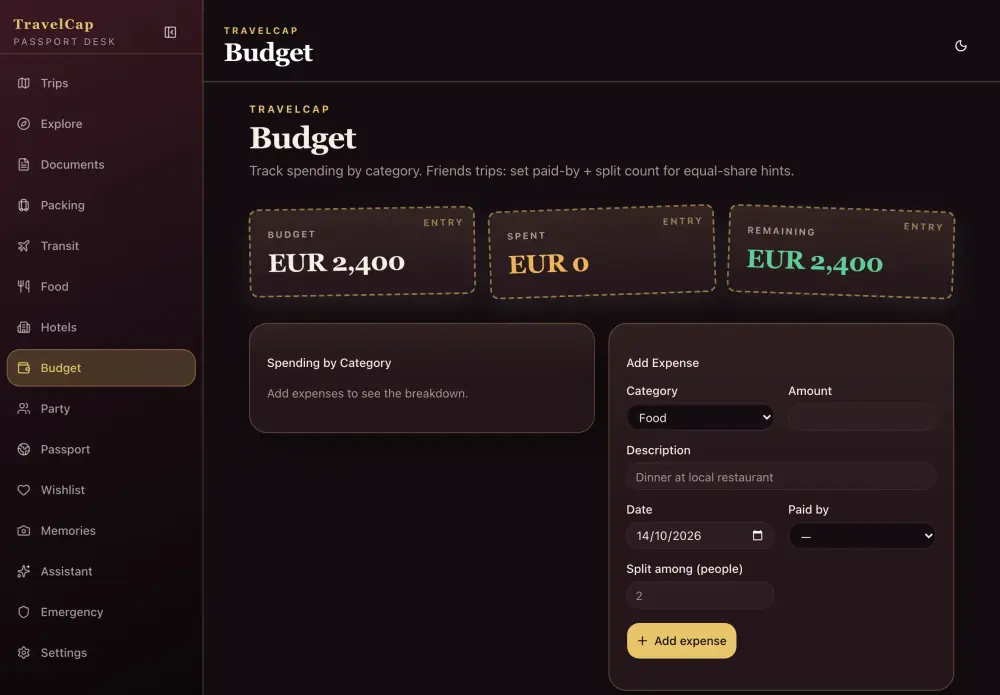 TravelCap
PASSPORT DESK
Trips
Explore
Documents
Packing
Transit
Food
Hotels
Budget
Party
Passport
Wishlist
Memories
Assistant
Emergency
Settings
TRAVELCAP
Budget
TRAVELCAP
Budget
Track spending by category. Friends trips: set paid-by + split count for equal-share hints.
ENTRY
BUDGET
EUR 2,400
ENTRY
SPENT
EUR 0
ENTRY
REMAINING
EUR 2,400
Spending by Category
Add expenses to see the breakdown.
Add Expense
Category Amount
Food
Description
Dinner at local restaurant
Date Paid by
14/10/2026 —
Split among (people)
2
+ Add expense